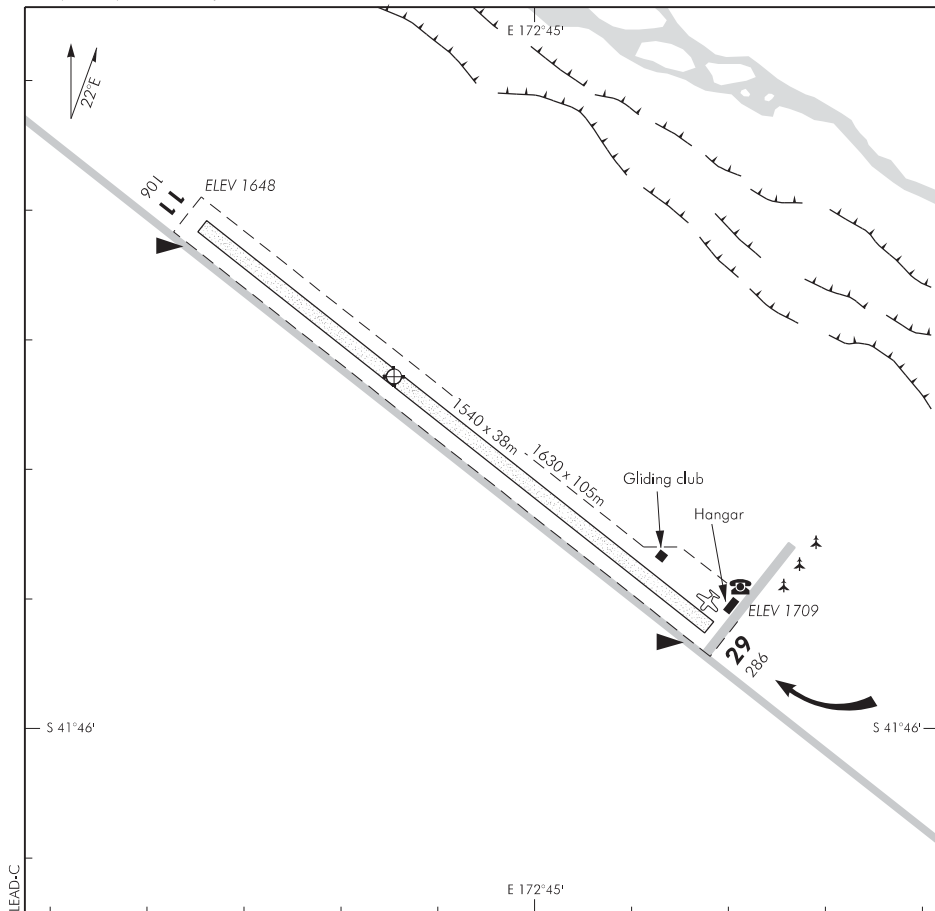 E 172°45'
22°E
106
11
ELEV 1648
1540 x 38m - 1630 x 105m
Gliding club
Hangar
ELEV 1709
29
286
S 41°46'
S 41°46'
E 172°45'
LEAD-C